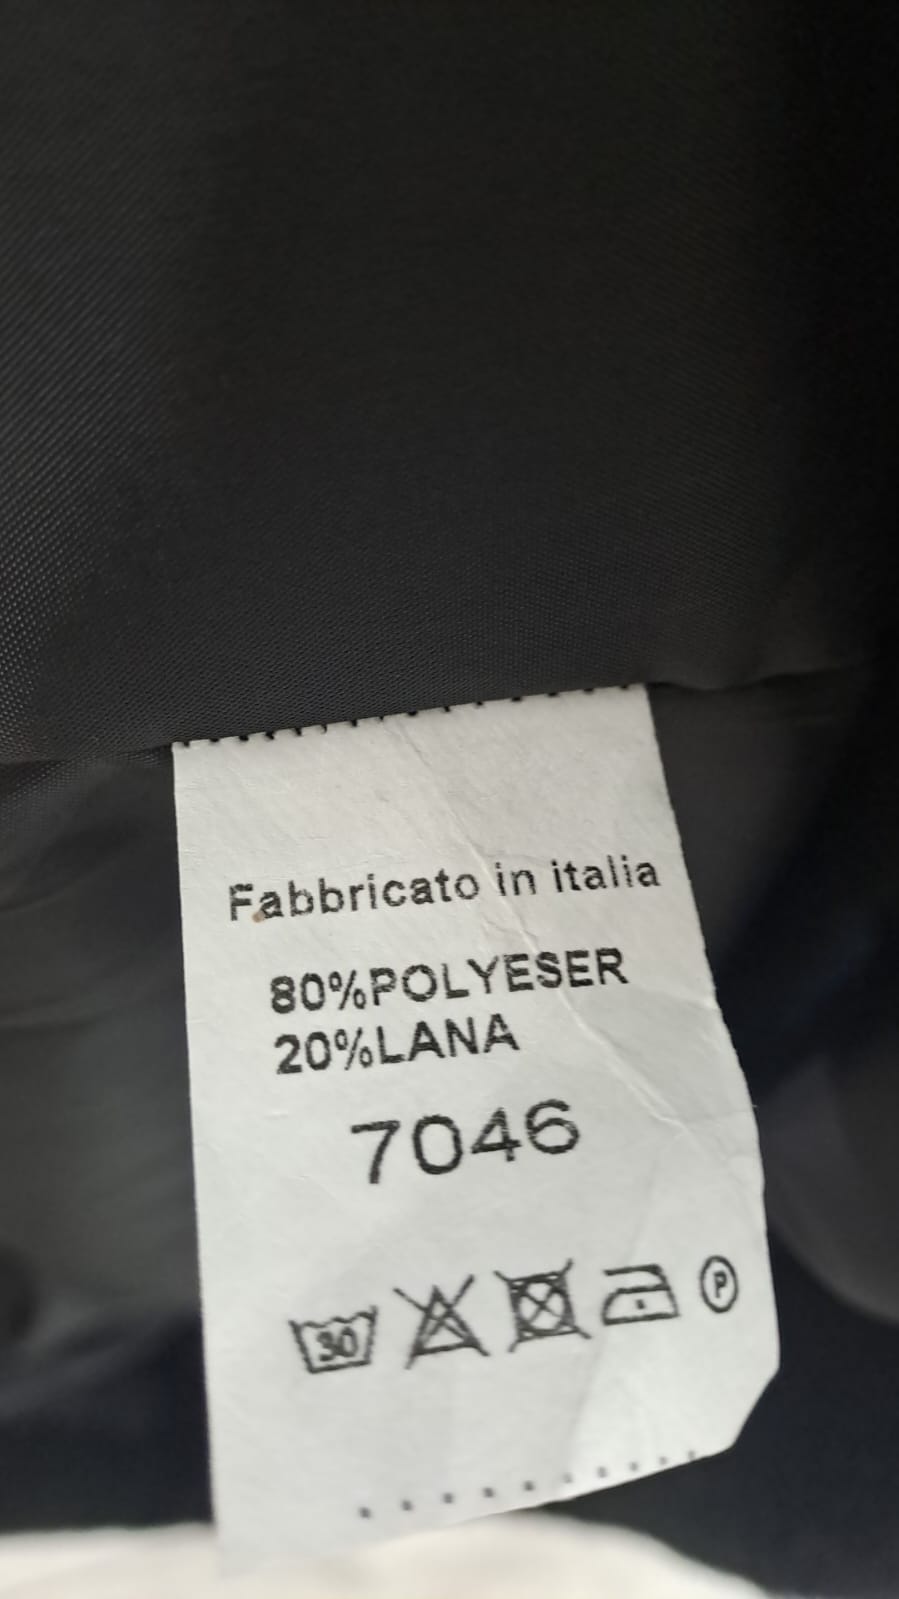 Fabbricato in italia
80%POLYESER
20%LANA
7046
30
P